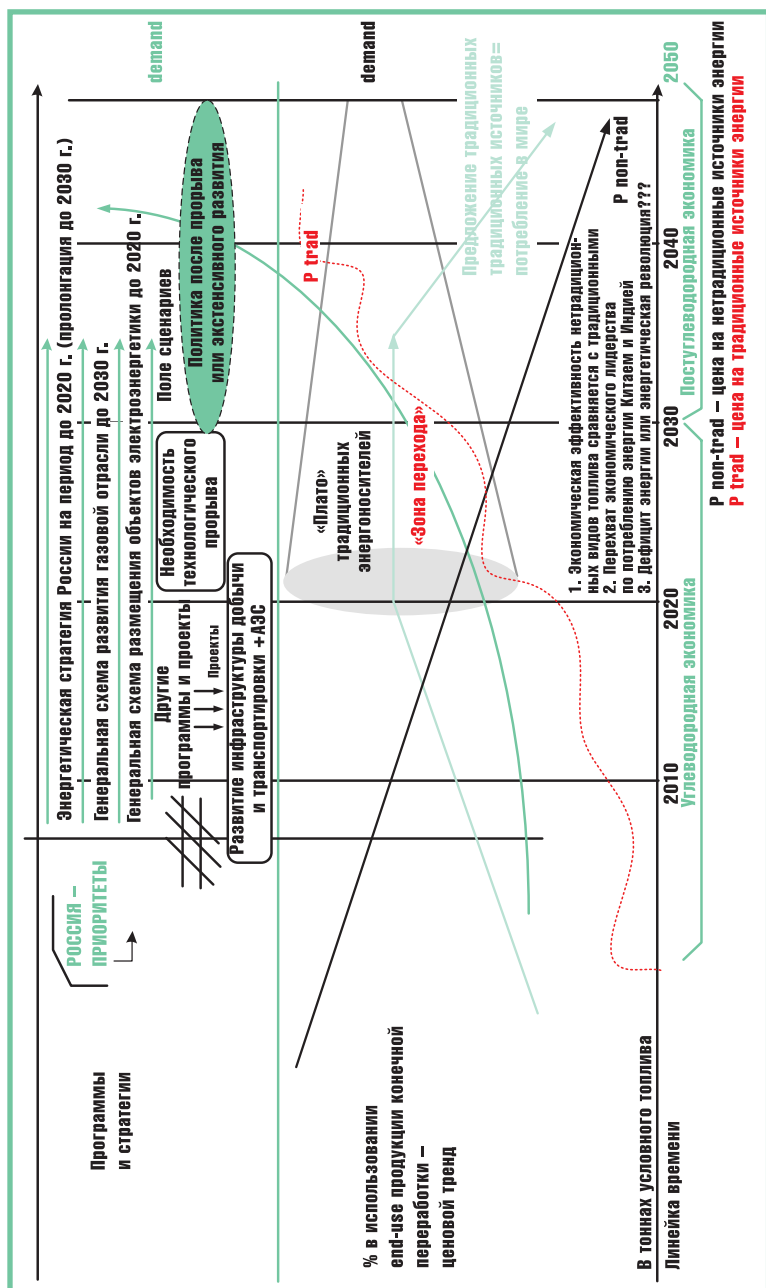 РОССИЯ –
ПРИОРИТЕТЫ
Программы
и стратегии
Энергетическая стратегия России на период до 2020 г. (пролонгация до 2030 г.)
Генеральная схема развития газовой отрасли до 2030 г.
Генеральная схема размещения объектов электроэнергетики до 2020 г.
Другие
программы и проекты
Проекты
Поле сценариев
Необходимость
технологического
прорыва
Развитие инфраструктуры добычи
и транспортировки +АЭС
Политика после прорыва
или экстенсивного развития
demand
% в использовании
end-use продукции конечной
переработки –
ценовой тренд
«Плато»
традиционных
энергоносителей
«Зона перехода»
P trad
demand
Предложение традиционных
традиционных источников=
потребление в мире
P non-trad
1. Экономическая эффективность нетрадицион-
ных видов топлива сравняется с традиционными
2. Перехват экономического лидерства
по потреблению энергии Китаем и Индией
3. Дефицит энергии или энергетическая революция???
В тоннах условного топлива
Линейка времени
2010
2020
2030
2040
2050
Углеводородная экономика
Постуглеводородная экономика
P non-trad – цена на нетрадиционные источники энергии
P trad – цена на традиционные источники энергии